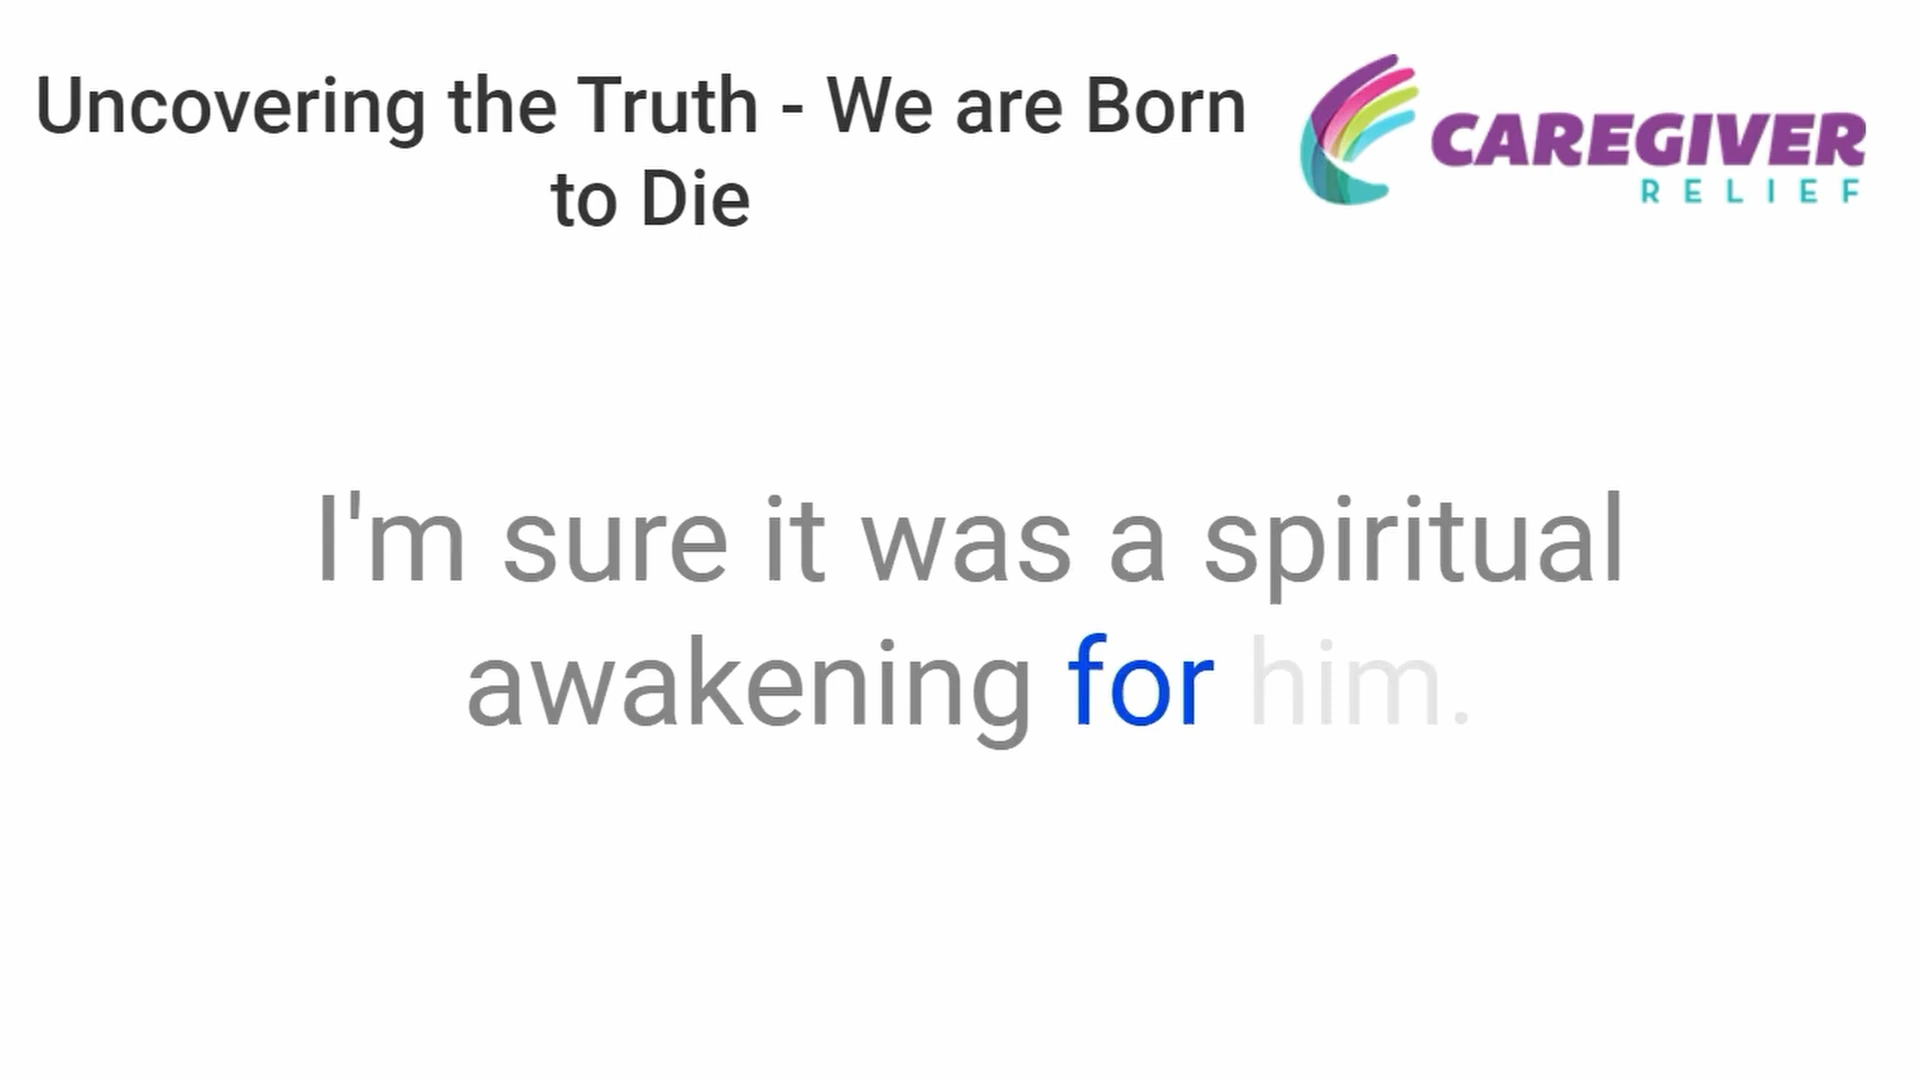 Uncovering the Truth - We are Born
to Die
CAREGIVER
RELIEF
I'm sure it was a spiritual
awakening for him.